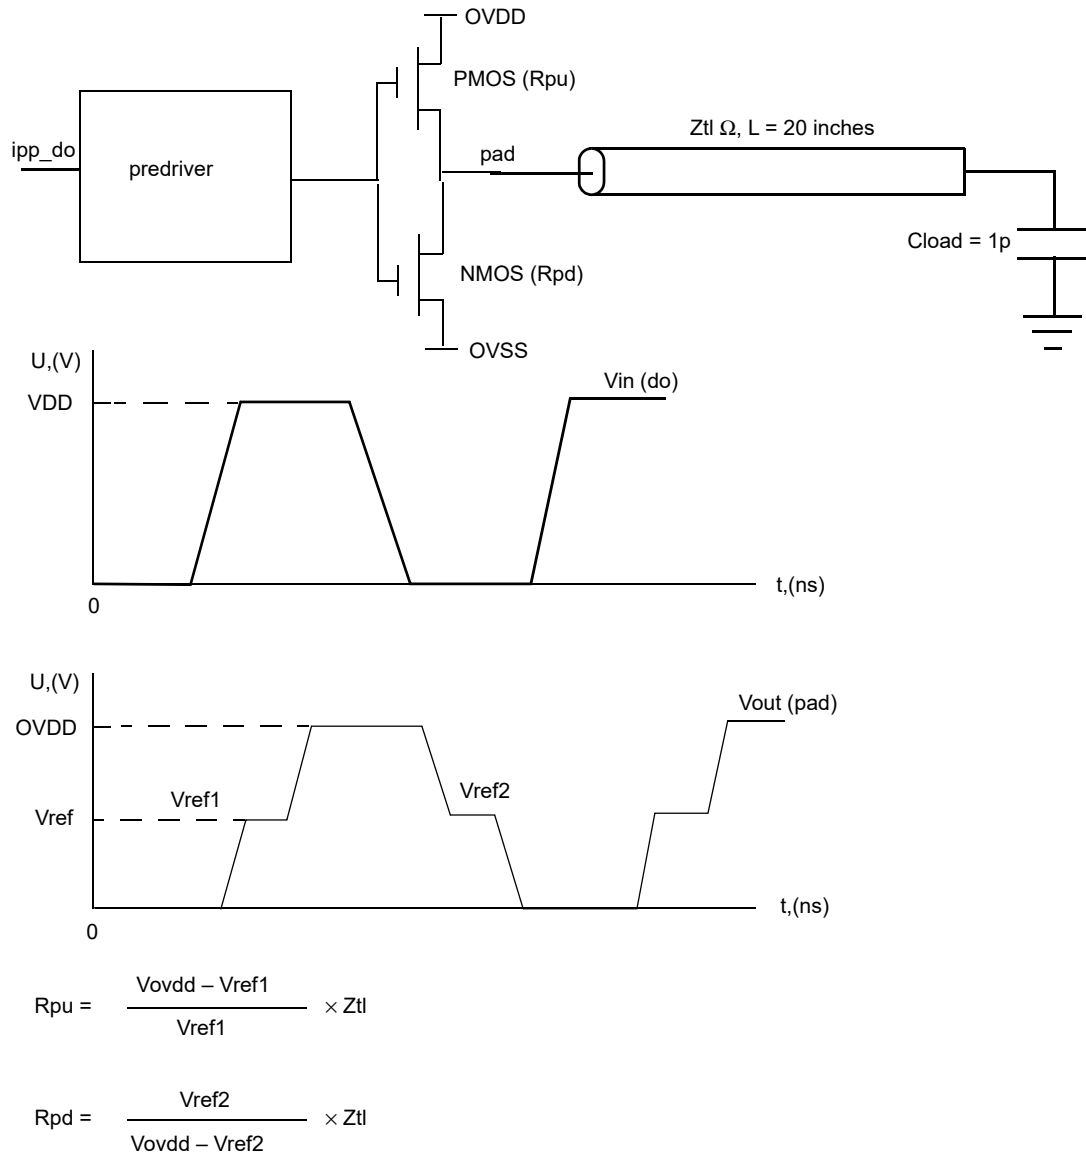 OVDD
PMOS (Rpu)
Ztl Ω, L = 20 inches
ipp_do
predriver
pad
Cload = 1p
NMOS (Rpd)
OVSS
U,(V)
Vin (do)
VDD
t,(ns)
0
U,(V)
Vout (pad)
OVDD
Vref1
Vref2
Vref
t,(ns)
0
Vovdd – Vref1
Rpu = × Ztl
Vref1
Vref2
Rpd = × Ztl
Vovdd – Vref2